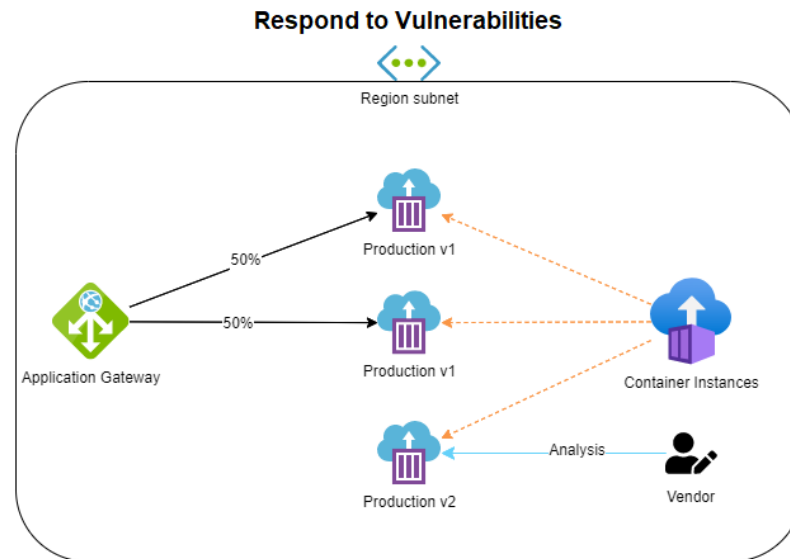 Respond to Vulnerabilities
Region subnet
Production v1
50%
50%
Production v1
Application Gateway
Container Instances
Analysis
Production v2
Vendor